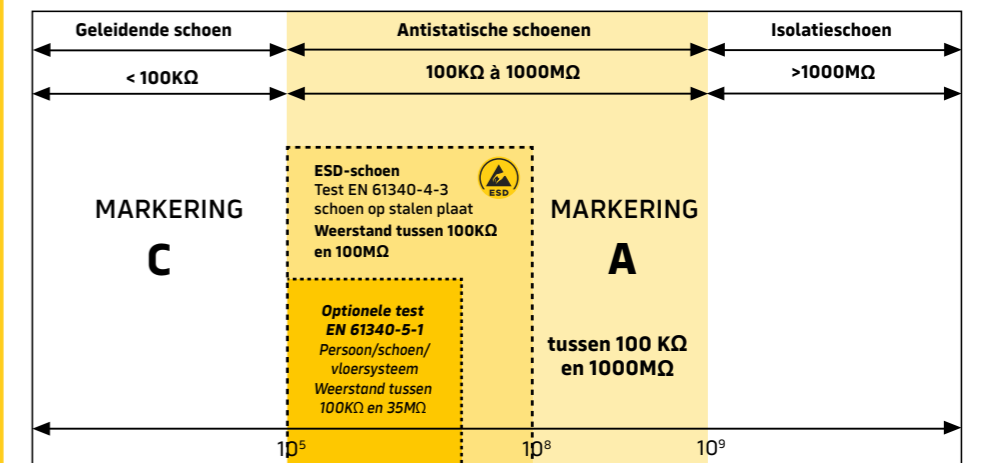 Geleidende schoen
Antistatische schoenen
Isolatieschoen
< 100KΩ
100KΩ à 1000MΩ
>1000MΩ
MARKERING
C
ESD-schoen
Test EN 61340-4-3
schoen op stalen plaat
Weerstand tussen 100KΩ
en 100MΩ
ESD
Optionele test
EN 61340-5-1
Persoon/schoen/
vloersysteem
Weerstand tussen
100KΩ en 35MΩ
MARKERING
A
tussen 100 KΩ
en 1000MΩ
10⁵
10⁸
10⁹